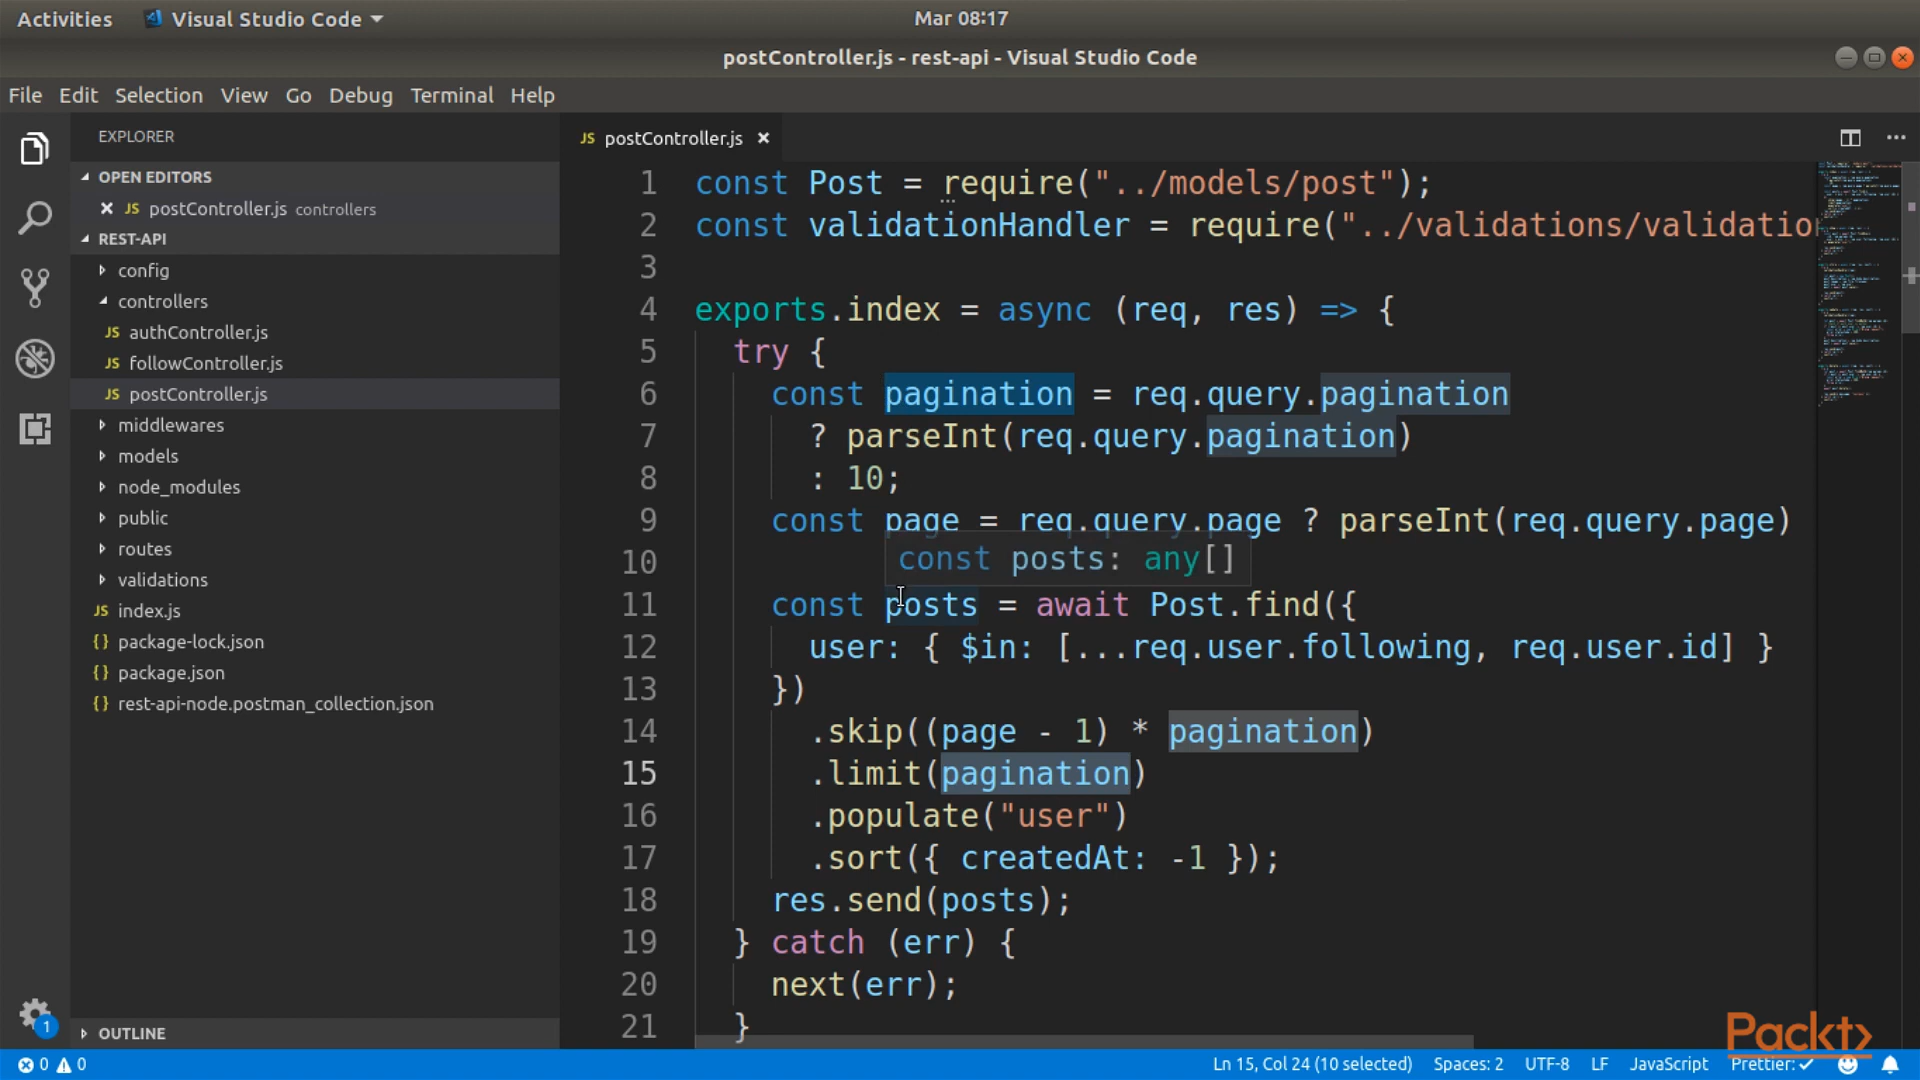 Activities Visual Studio Code Mar 08:17
postController.js - rest-api - Visual Studio Code
File Edit Selection View Go Debug Terminal Help
EXPLORER
OPEN EDITORS
JS postController.js controllers
REST-API
config
controllers
JS authController.js
JS followController.js
JS postController.js
middlewares
models
node_modules
public
routes
validations
JS index.js
{} package-lock.json
{} package.json
{} rest-api-node.postman_collection.json
OUTLINE
JS postController.js
1 const Post = require("../models/post");
2 const validationHandler = require("../validations/validatio
3
4 exports.index = async (req, res) => {
5 try {
6 const pagination = req.query.pagination
7 ? parseInt(req.query.pagination)
8 : 10;
9 const page = req.query.page ? parseInt(req.query.page)
10 const posts: any[]
11 const posts = await Post.find({
12 user: { $in: [...req.user.following, req.user.id] }
13 })
14 .skip((page - 1) * pagination)
15 .limit(pagination)
16 .populate("user")
17 .sort({ createdAt: -1 });
18 res.send(posts);
19 } catch (err) {
20 next(err);
21 }
Packt>
1
0 0 Ln 15, Col 24 (10 selected) Spaces: 2 UTF-8 LF JavaScript Prettier: ✓